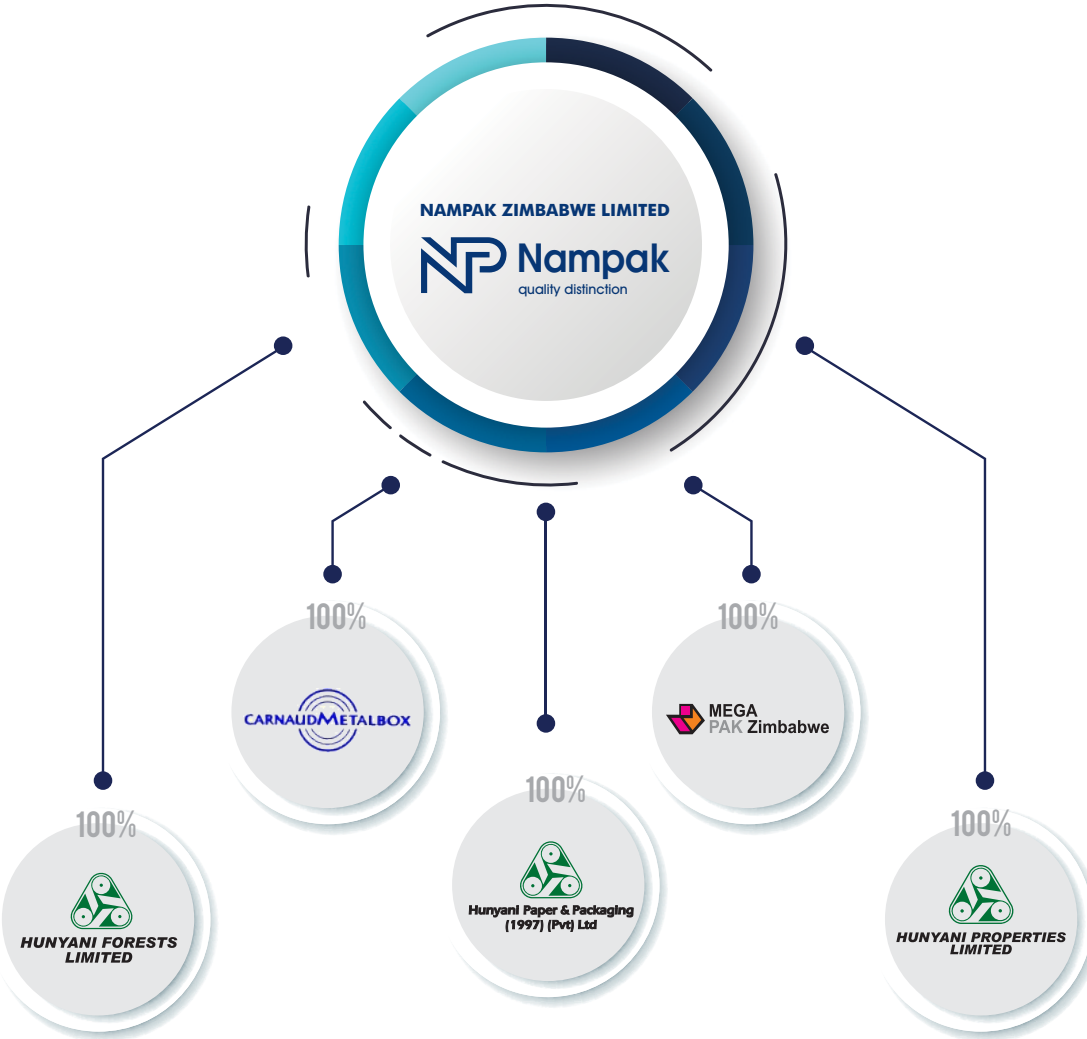 NAMPAK ZIMBABWE LIMITED
NP Nampak
quality distinction
100%
CARNAUDMETALBOX
100%
MEGA
PAK Zimbabwe
100%
Hunyani Paper & Packaging
(1997) (Pvt) Ltd
100%
HUNYANI FORESTS
LIMITED
100%
HUNYANI PROPERTIES
LIMITED